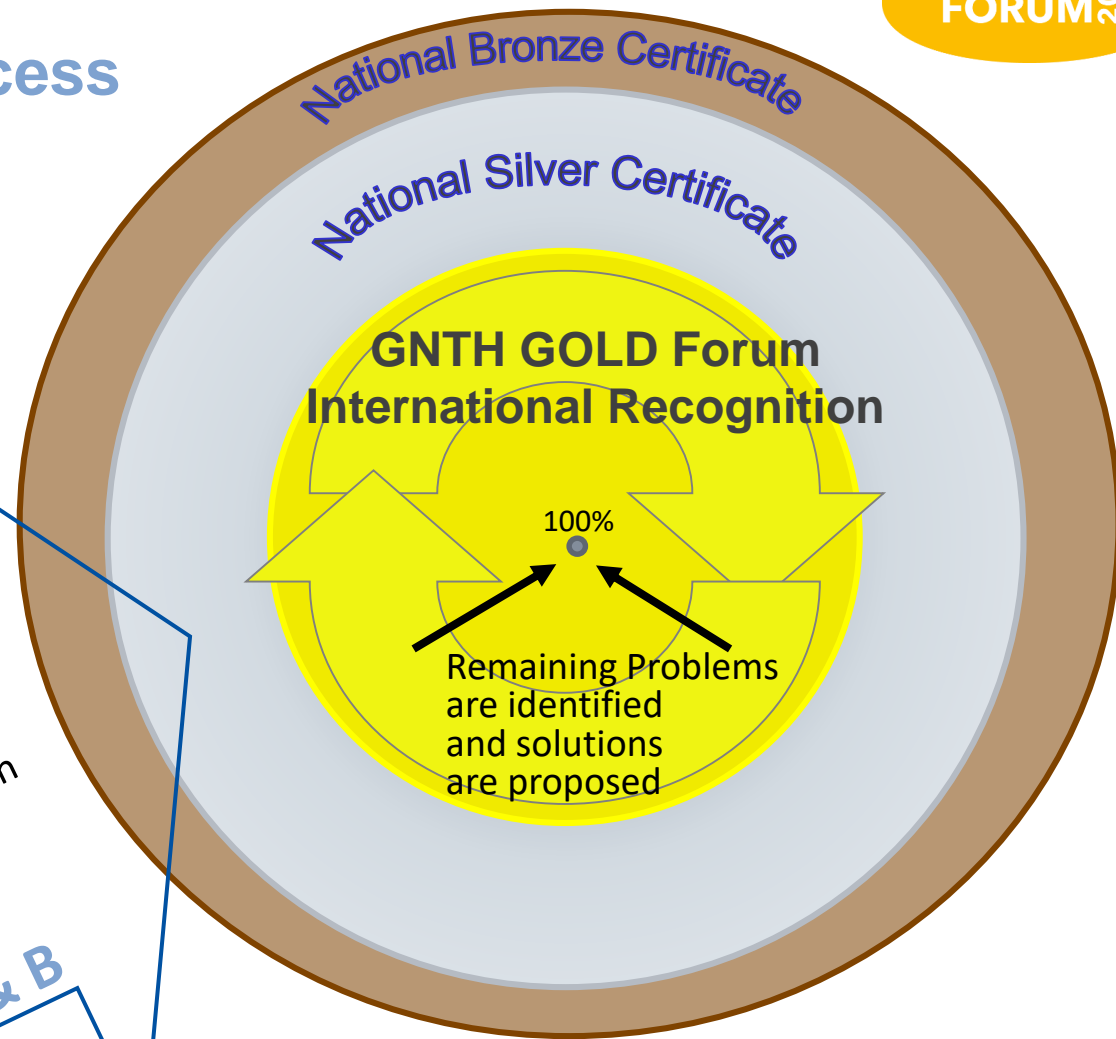 FORUM
National Bronze Certificate
National Silver Certificate
GNTH GOLD Forum
International Recognition
100%
Remaining Problems
are identified
and solutions
are proposed
& B